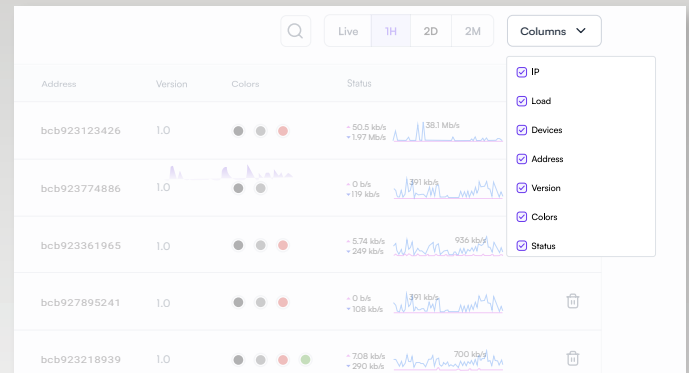 Live 1H 2D 2M Columns
Address Version Colors Status
IP
Load
Devices
Address
Version
Colors
Status
bcb923123426 1.0 50.5 kb/s 38.1 Mb/s
1.97 Mb/s
bcb923774886 1.0 0 b/s 391 kb/s
119 kb/s
bcb923361965 1.0 5.74 kb/s 936 kb/s
249 kb/s
bcb927895241 1.0 0 b/s 391 kb/s
108 kb/s
bcb923218939 1.0 7.08 kb/s 700 kb/s
290 kb/s